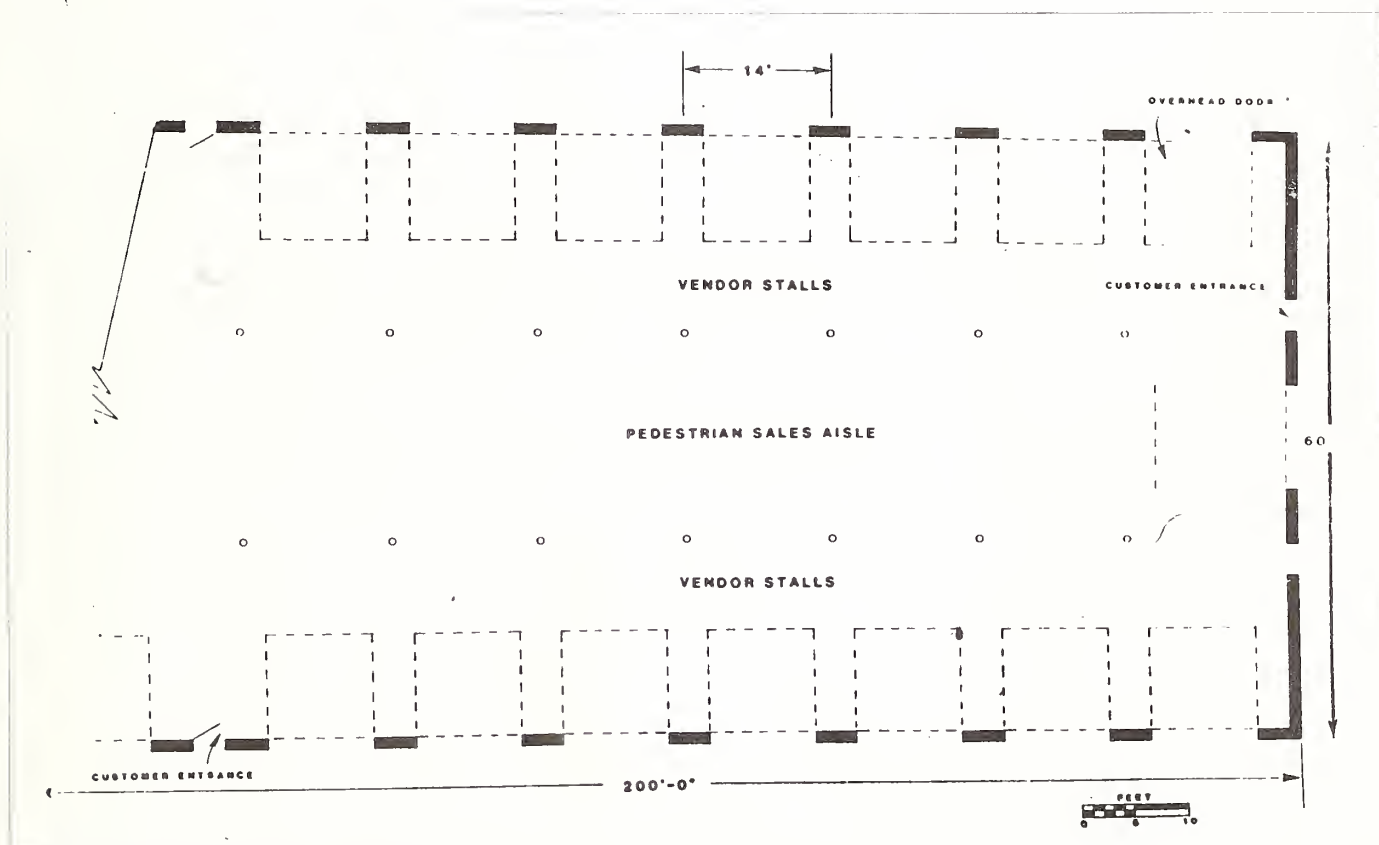 14'
OVERHEAD DOOR
VENDOR STALLS
CUSTOMER ENTRANCE
PEDESTRIAN SALES AISLE
60
VENDOR STALLS
CUSTOMER ENTRANCE
200'-0"
FEET
0 5 10